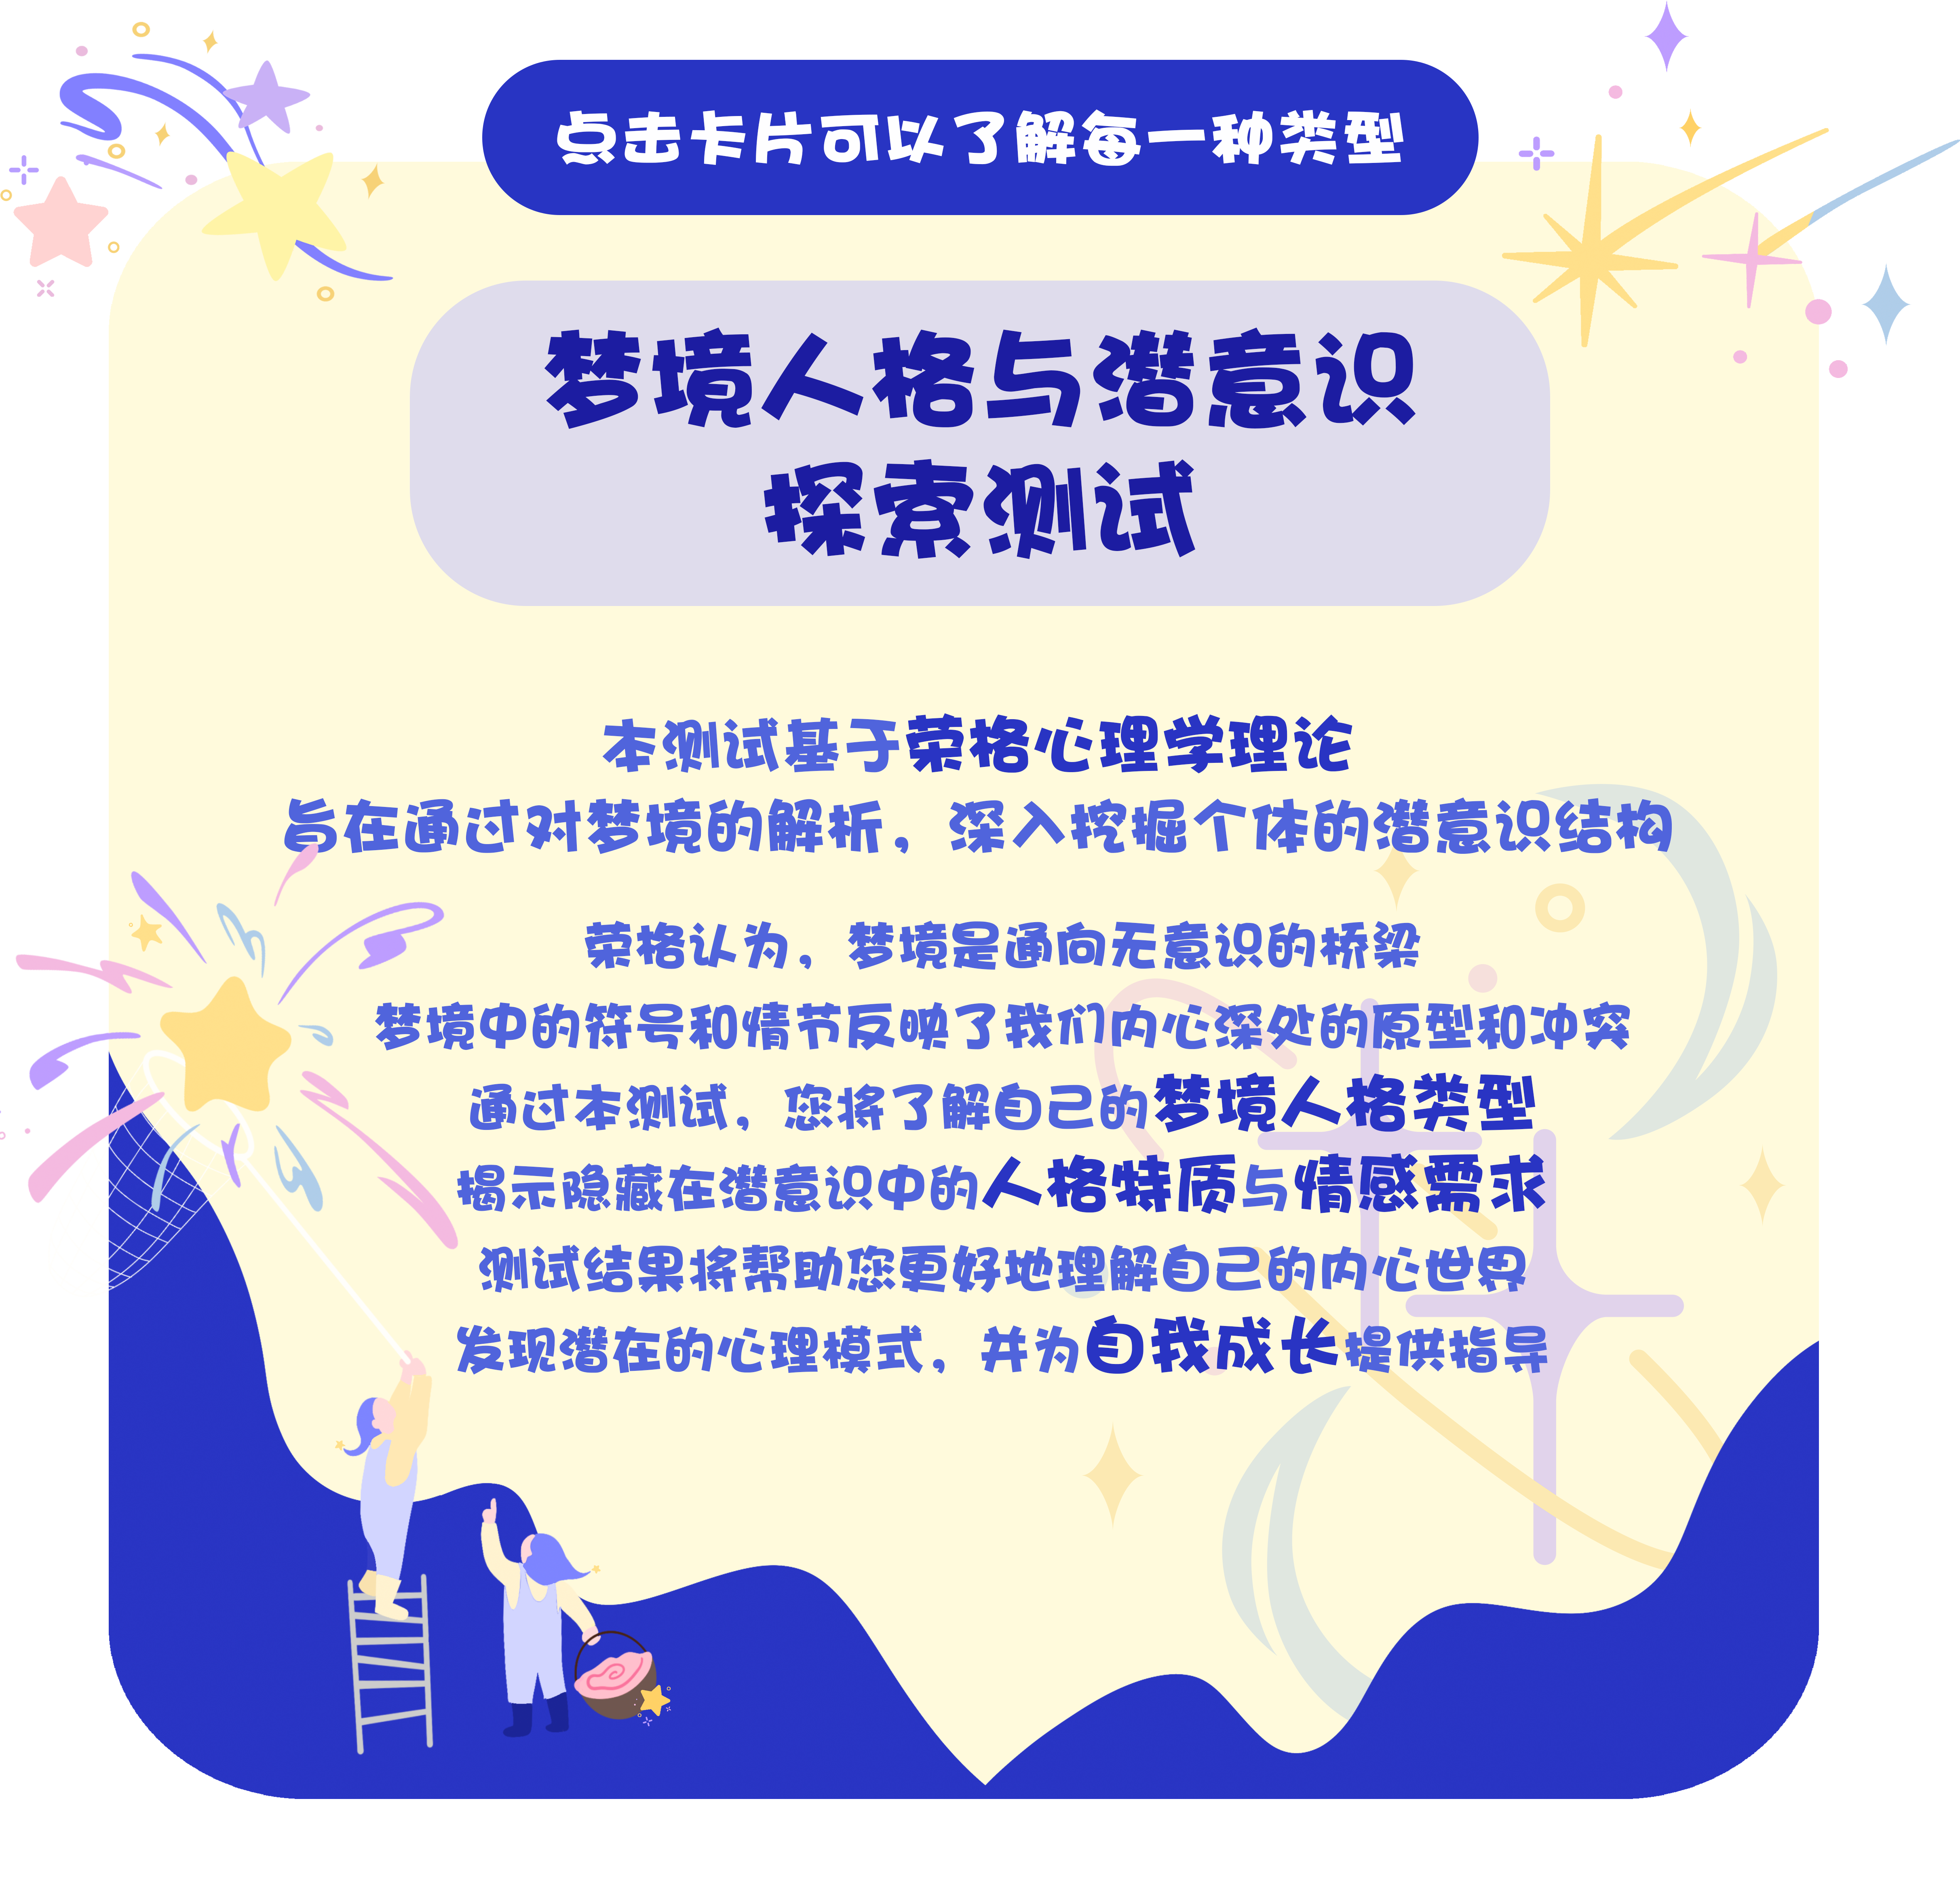 点击卡片可以了解每一种类型
梦境人格与潜意识
探索测试
本测试基于荣格心理学理论
旨在通过对梦境的解析，深入挖掘个体的潜意识结构
荣格认为，梦境是通向无意识的桥梁
梦境中的符号和情节反映了我们内心深处的原型和冲突
通过本测试，您将了解自己的梦境人格类型
揭示隐藏在潜意识中的人格特质与情感需求
测试结果将帮助您更好地理解自己的内心世界
发现潜在的心理模式，并为自我成长提供指导